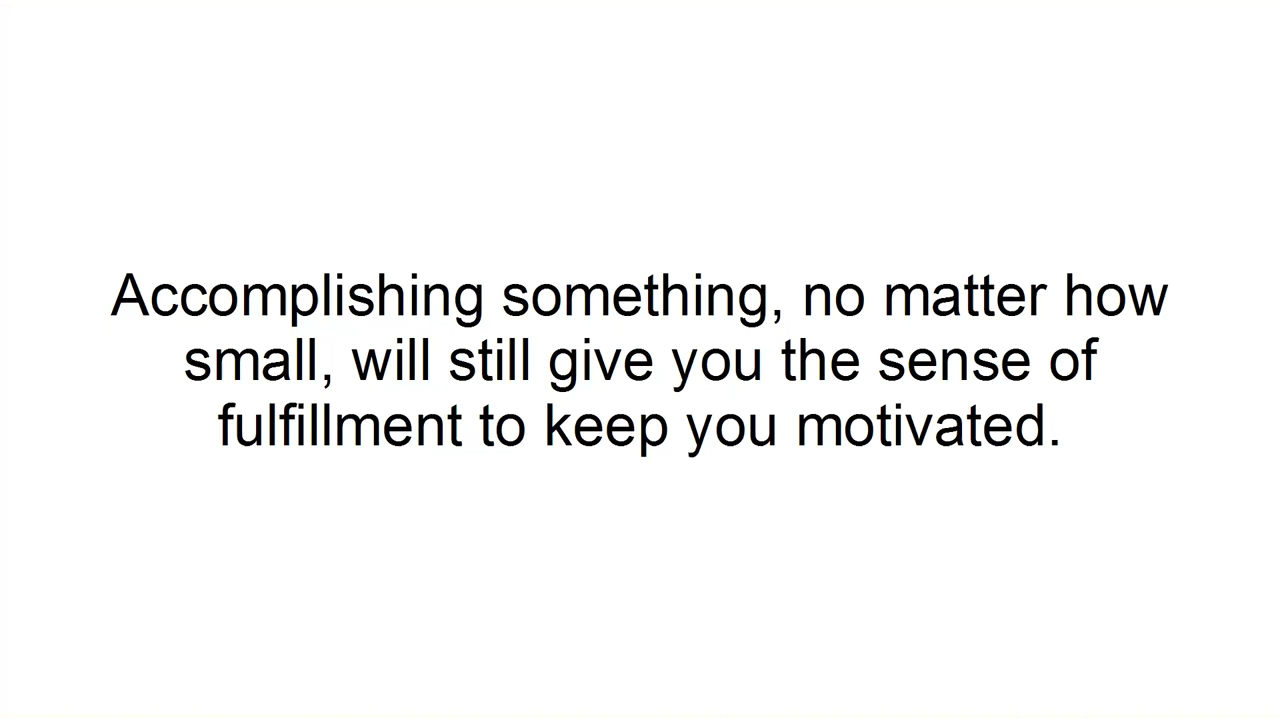 Accomplishing something, no matter how
small, will still give you the sense of
fulfillment to keep you motivated.